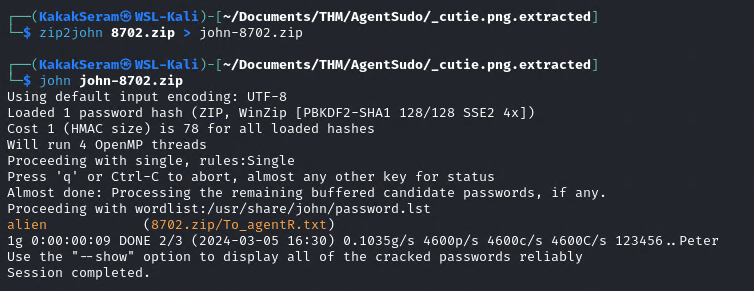 ┌──(KakakSeram㉿WSL-Kali)-[~/Documents/THM/AgentSudo/_cutie.png.extracted]
└─$ zip2john 8702.zip > john-8702.zip
┌──(KakakSeram㉿WSL-Kali)-[~/Documents/THM/AgentSudo/_cutie.png.extracted]
└─$ john john-8702.zip
Using default input encoding: UTF-8
Loaded 1 password hash (ZIP, WinZip [PBKDF2-SHA1 128/128 SSE2 4x])
Cost 1 (HMAC size) is 78 for all loaded hashes
Will run 4 OpenMP threads
Proceeding with single, rules:Single
Press 'q' or Ctrl-C to abort, almost any other key for status
Almost done: Processing the remaining buffered candidate passwords, if any.
Proceeding with wordlist:/usr/share/john/password.lst
alien            (8702.zip/To_agentR.txt)
1g 0:00:00:09 DONE 2/3 (2024-03-05 16:30) 0.1035g/s 4600p/s 4600c/s 4600C/s 123456..Peter
Use the "--show" option to display all of the cracked passwords reliably
Session completed.